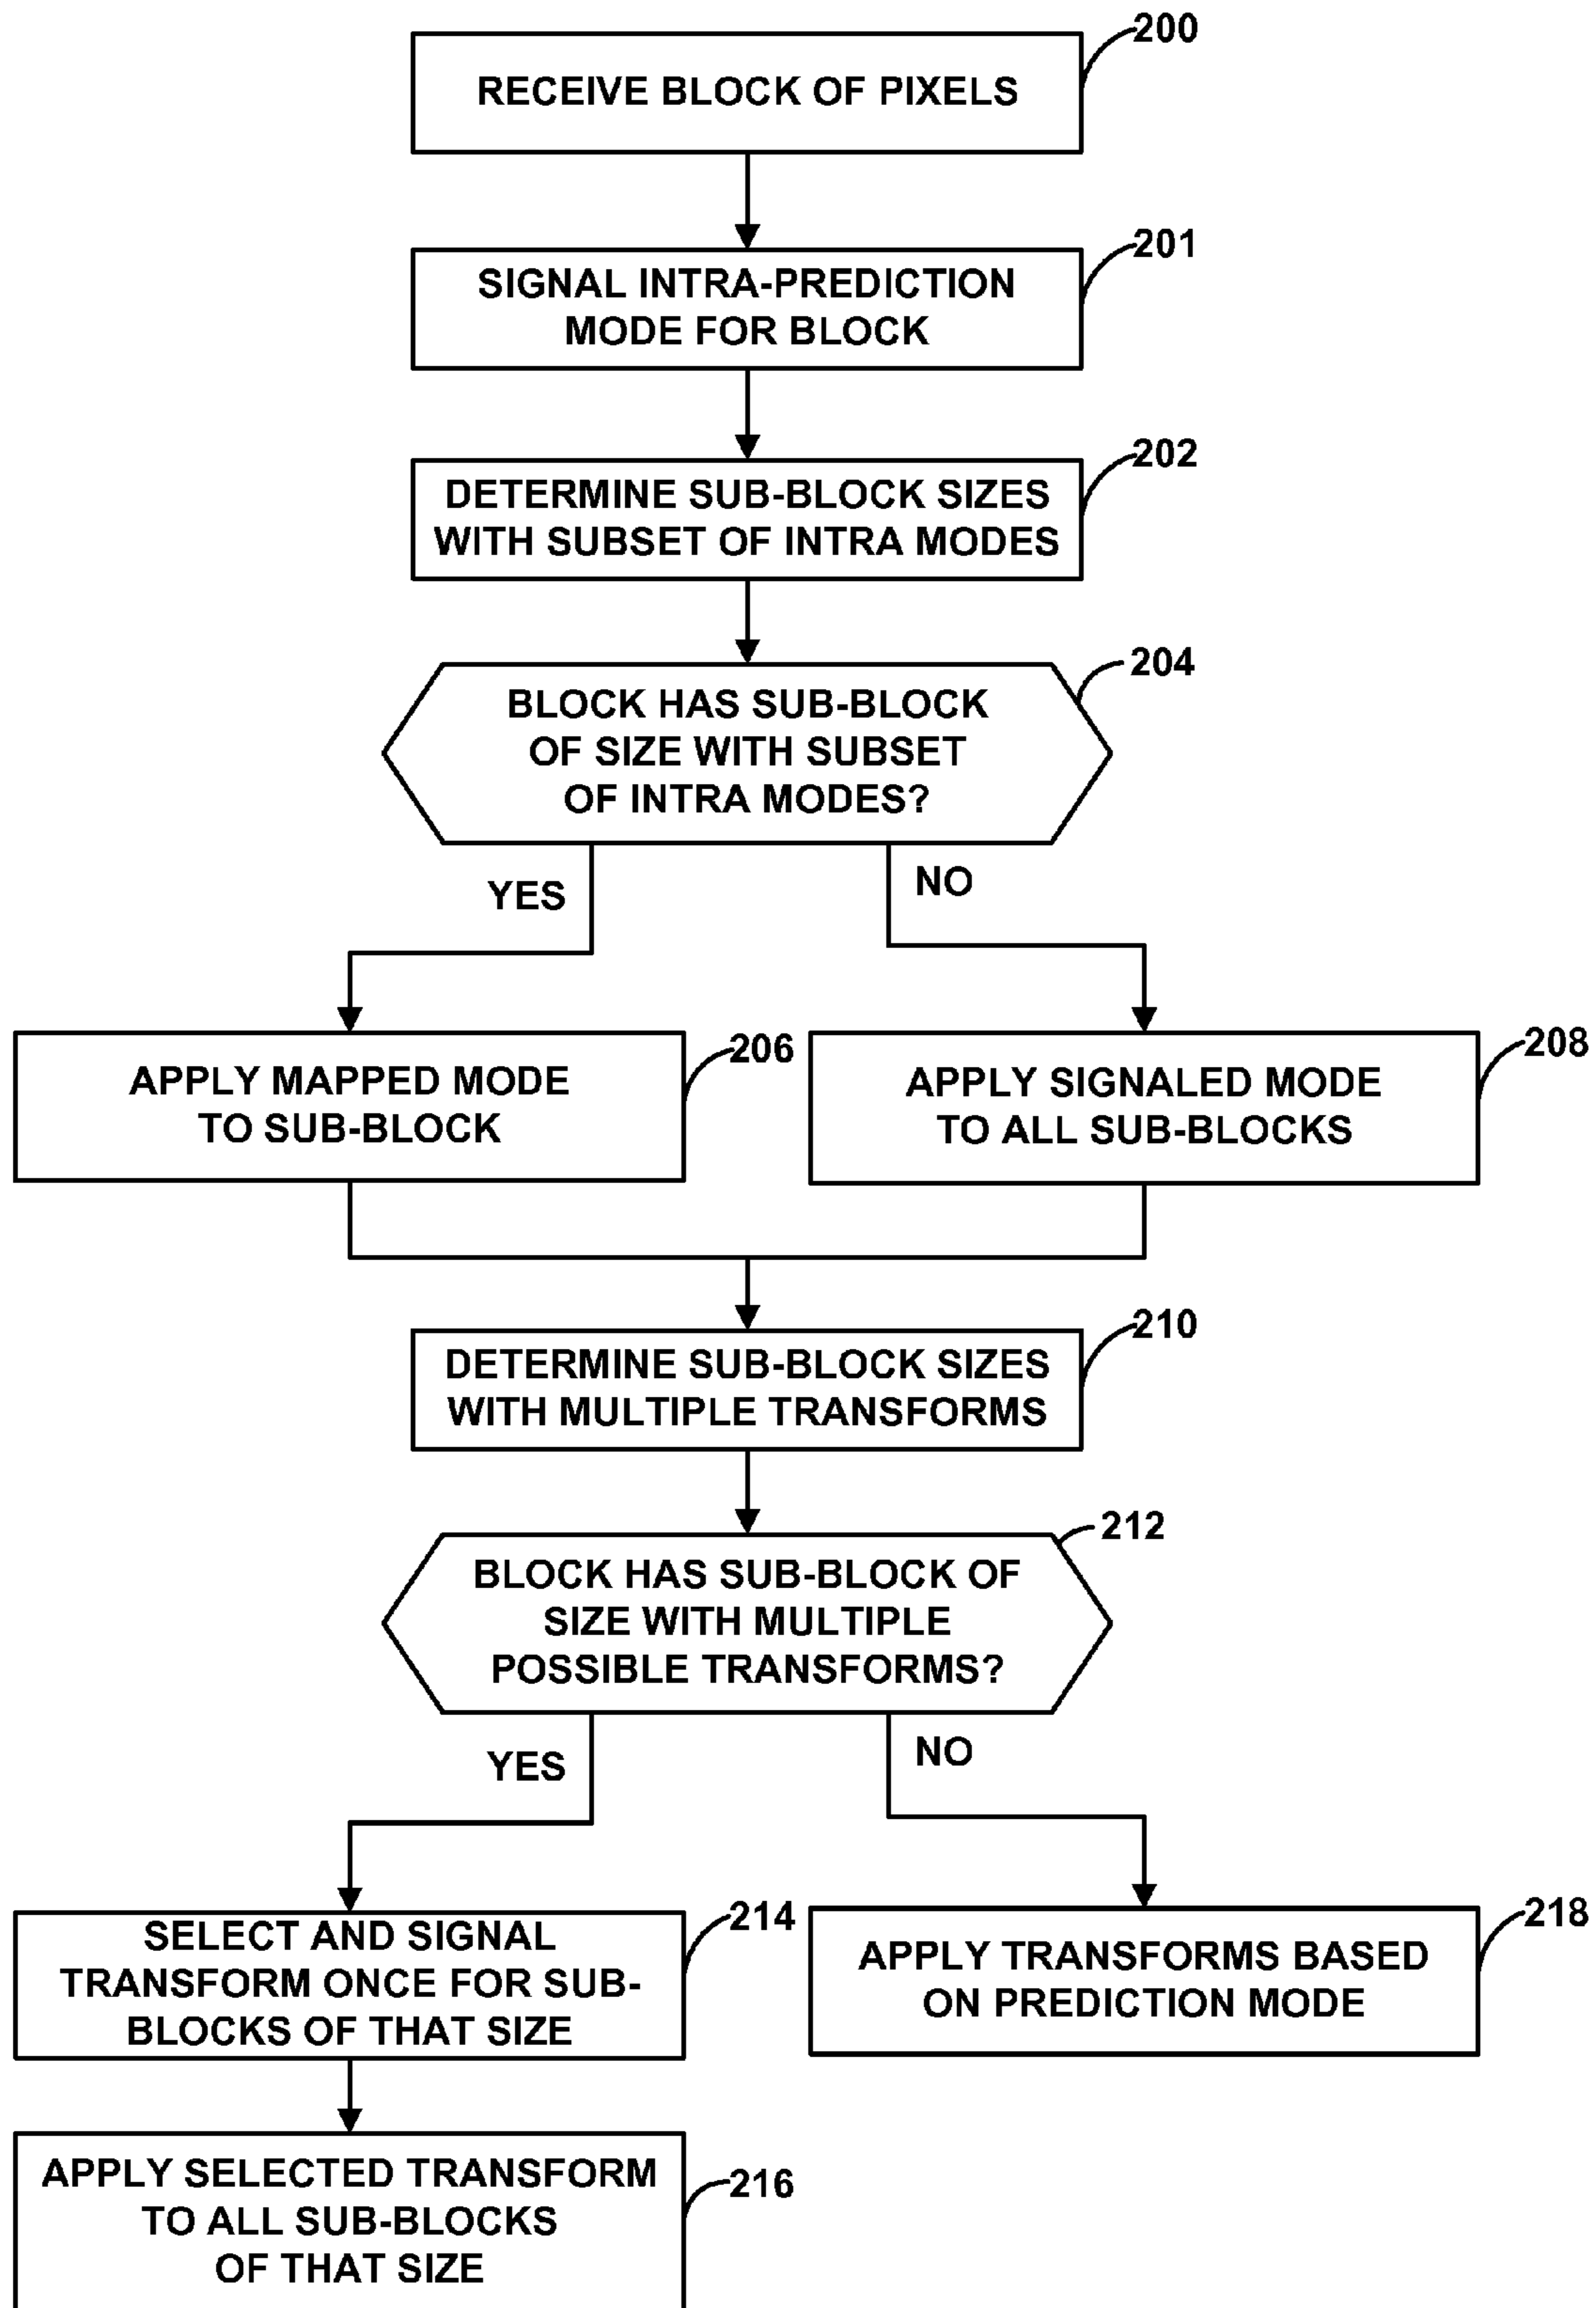 200
RECEIVE BLOCK OF PIXELS
201
SIGNAL INTRA-PREDICTION
MODE FOR BLOCK
202
DETERMINE SUB-BLOCK SIZES
WITH SUBSET OF INTRA MODES
204
BLOCK HAS SUB-BLOCK
OF SIZE WITH SUBSET
OF INTRA MODES?
YES
NO
206
APPLY MAPPED MODE
TO SUB-BLOCK
208
APPLY SIGNALED MODE
TO ALL SUB-BLOCKS
210
DETERMINE SUB-BLOCK SIZES
WITH MULTIPLE TRANSFORMS
212
BLOCK HAS SUB-BLOCK OF
SIZE WITH MULTIPLE
POSSIBLE TRANSFORMS?
YES
NO
214
SELECT AND SIGNAL
TRANSFORM ONCE FOR SUB-
BLOCKS OF THAT SIZE
218
APPLY TRANSFORMS BASED
ON PREDICTION MODE
216
APPLY SELECTED TRANSFORM
TO ALL SUB-BLOCKS
OF THAT SIZE